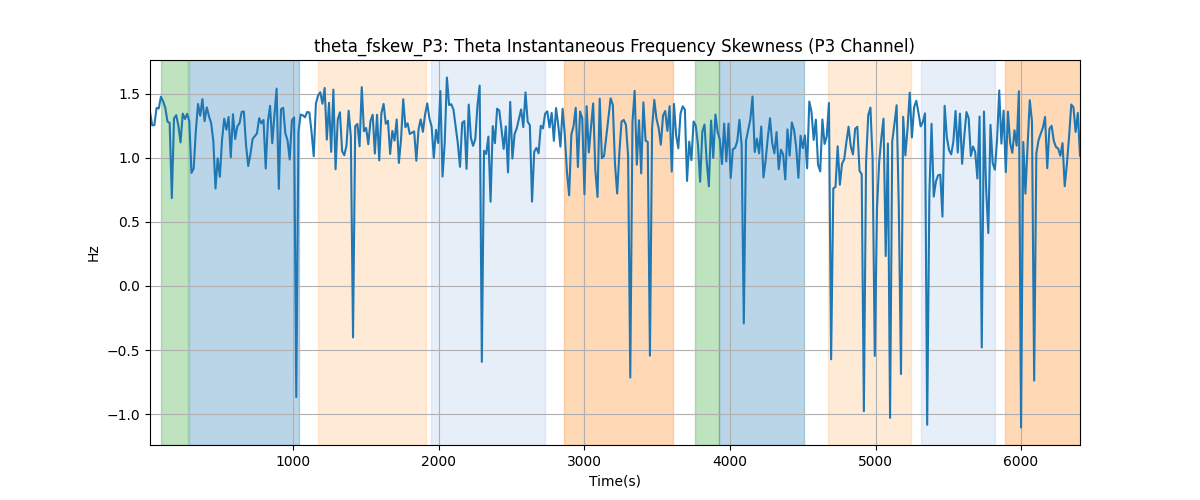 theta_fskew_P3: Theta Instantaneous Frequency Skewness (P3 Channel)
1.5
1.0
0.5
0.0
−0.5
−1.0
Hz
1000 2000 3000 4000 5000 6000
Time(s)